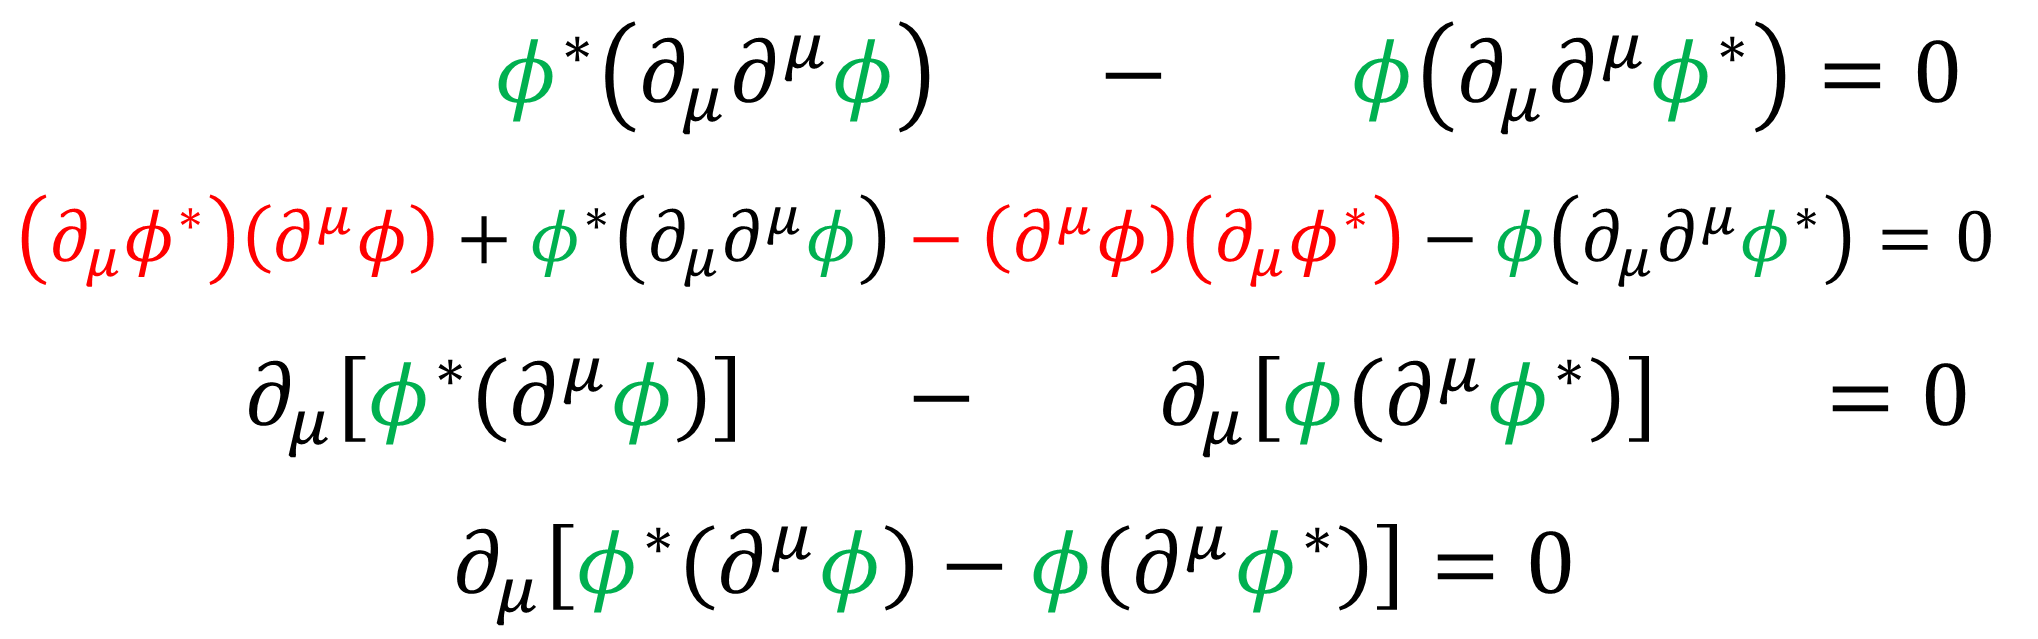 ϕ*(∂_μ∂^μϕ) − ϕ(∂_μ∂^μϕ*) = 0
(∂_μϕ*)(∂^μϕ) + ϕ*(∂_μ∂^μϕ) − (∂^μϕ)(∂_μϕ*) − ϕ(∂_μ∂^μϕ*) = 0
∂_μ[ϕ*(∂^μϕ)] − ∂_μ[ϕ(∂^μϕ*)] = 0
∂_μ[ϕ*(∂^μϕ) − ϕ(∂^μϕ*)] = 0